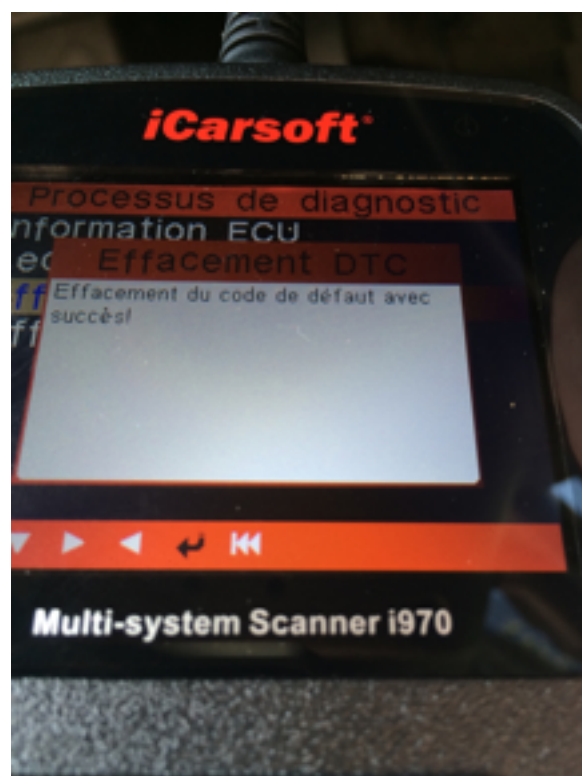 iCarsoft®
Processus de diagnostic
nformation ECU
Effacement DTC
Effacement du code de défaut avec
succès!
Multi-system Scanner i970